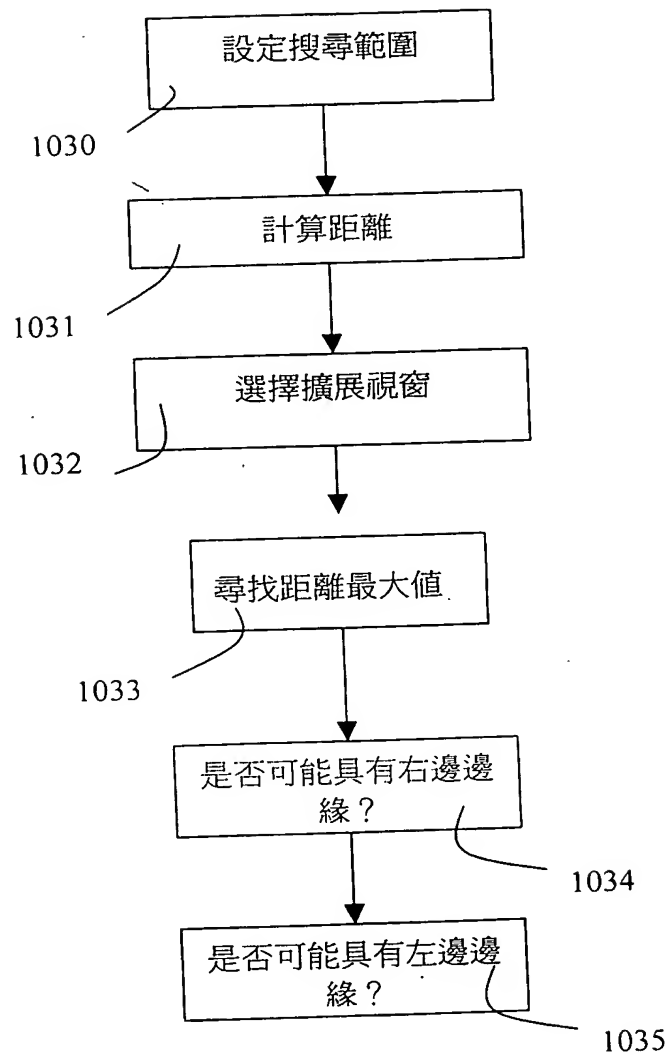 設定搜尋範圍
1030
計算距離
1031
選擇擴展視窗
1032
尋找距離最大值
1033
是否可能具有右邊邊
緣？
1034
是否可能具有左邊邊
緣？
1035